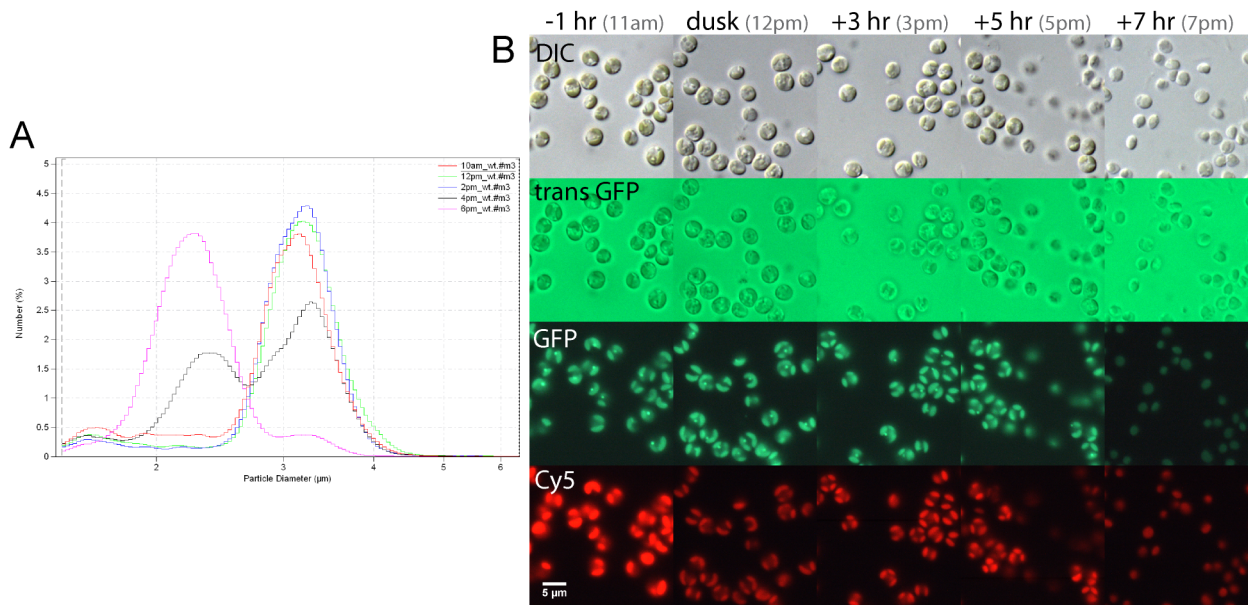 A
5
4.5
4
3.5
3
2.5
2
1.5
1
0.5
0
Number (%)
2
3
4
5
6
Particle Diameter (µm)
10am_wt.#m3
12pm_wt.#m3
2pm_wt.#m3
4pm_wt.#m3
6pm_wt.#m3
B
-1 hr (11am) dusk (12pm) +3 hr (3pm) +5 hr (5pm) +7 hr (7pm)
DIC
trans GFP
GFP
Cy5
5 µm